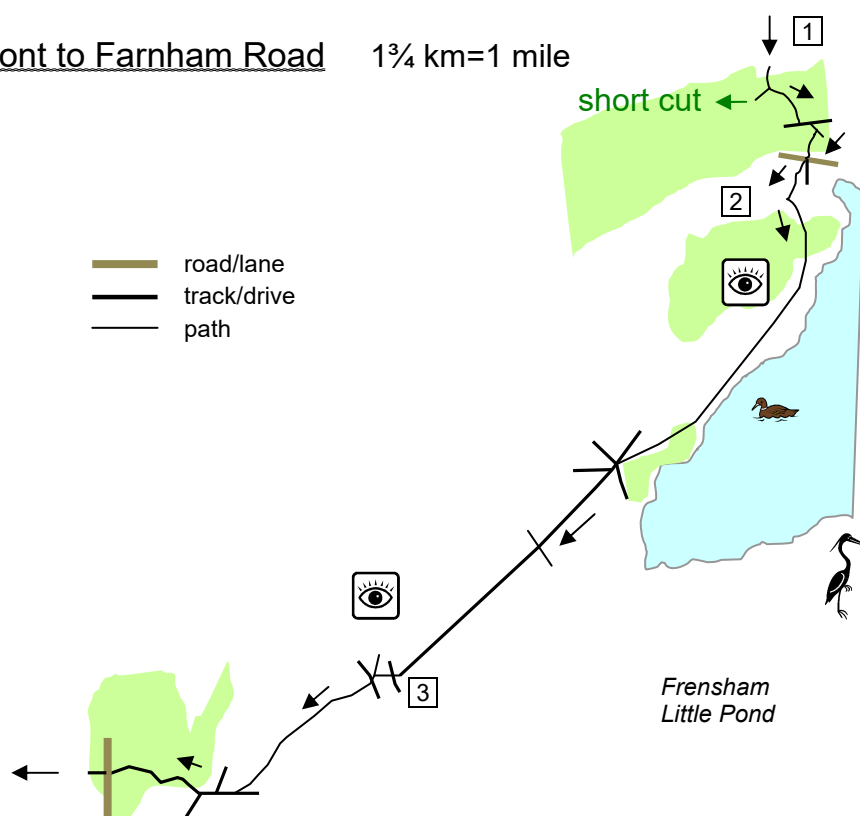 ont to Farnham Road 1¾ km=1 mile
1
short cut
2
road/lane
track/drive
path
3
Frensham
Little Pond